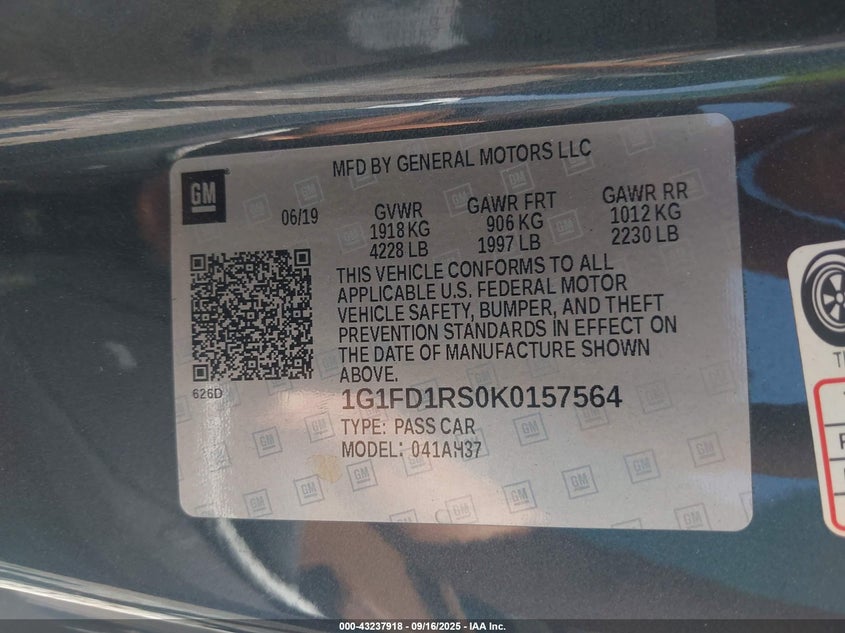 MFD BY GENERAL MOTORS LLC
GM
06/19
GVWR
1918 KG
4228 LB
GAWR FRT
906 KG
1997 LB
GAWR RR
1012 KG
2230 LB
THIS VEHICLE CONFORMS TO ALL
APPLICABLE U.S. FEDERAL MOTOR
VEHICLE SAFETY, BUMPER, AND THEFT
PREVENTION STANDARDS IN EFFECT ON
THE DATE OF MANUFACTURE SHOWN
ABOVE.
626D
1G1FD1RS0K0157564
TYPE: PASS CAR
MODEL: 041AH37
000-43237918 - 09/16/2025 - IAA Inc.